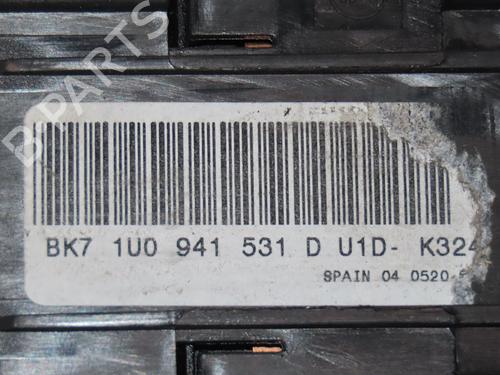 BK7 1U0 941 531 D U1D- K324
SPAIN 04 0520
B-PARTS